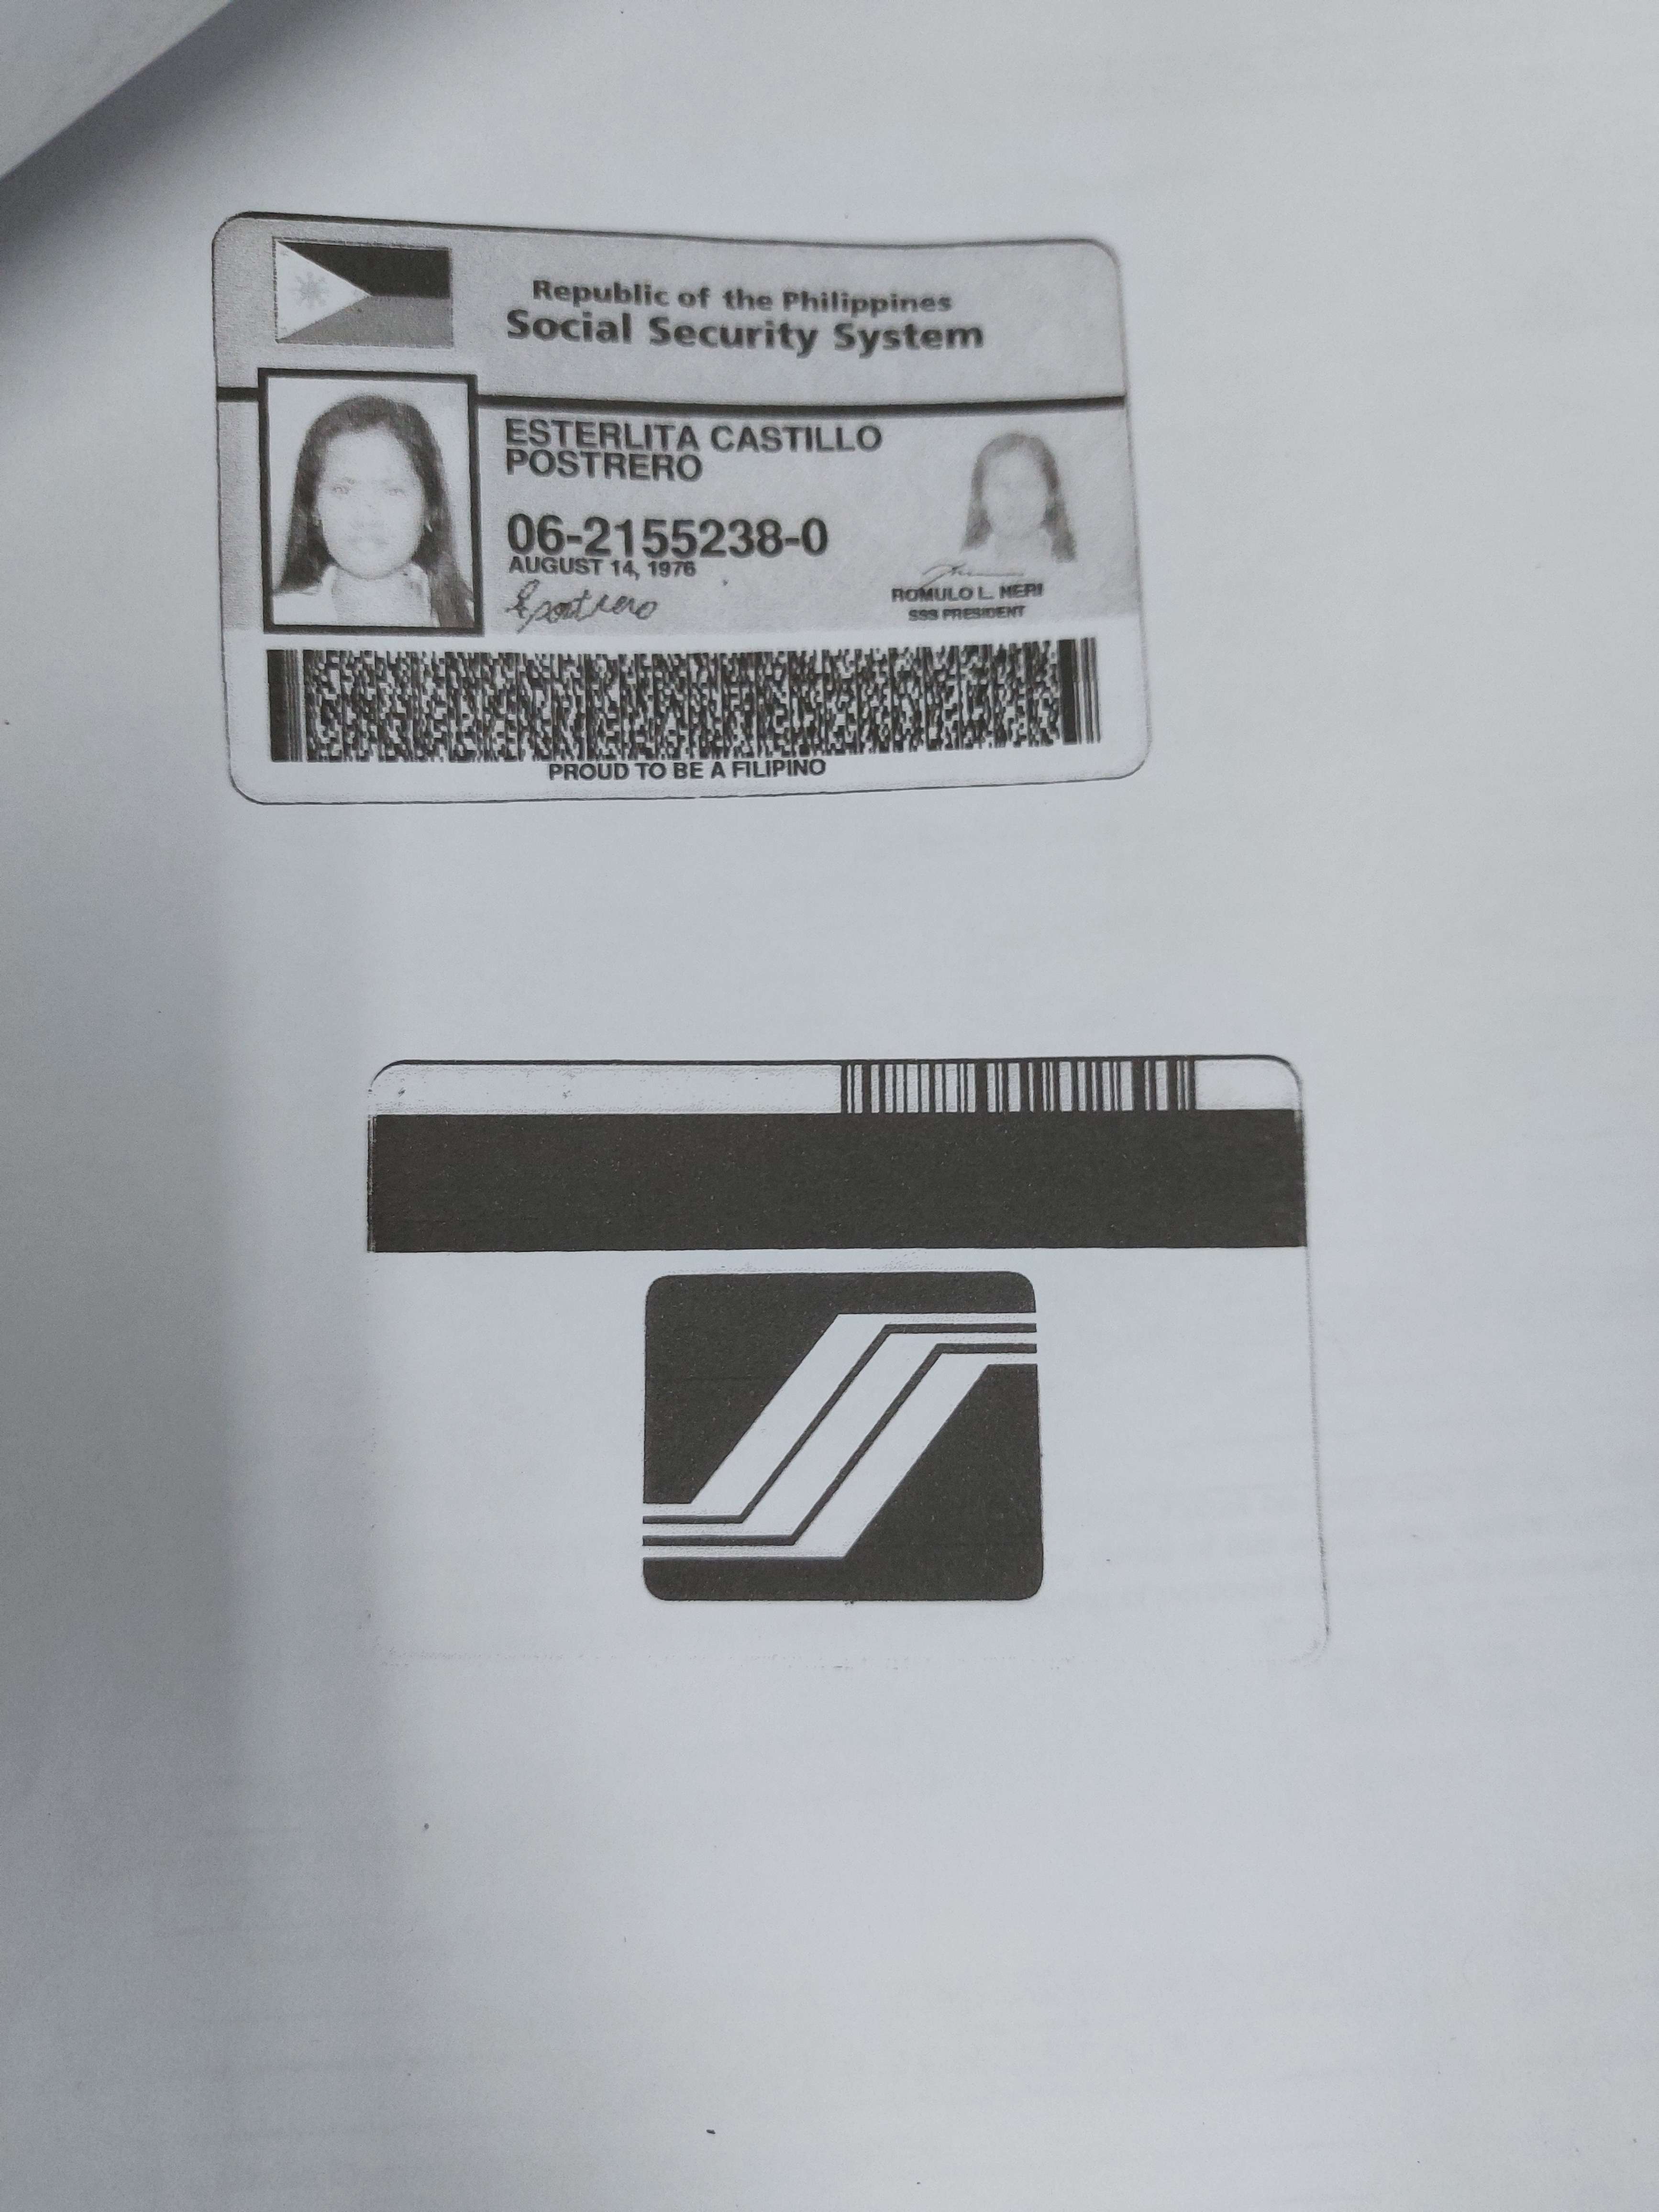 Republic of the Philippines
Social Security System
ESTERLITA CASTILLO
POSTRERO
06-2155238-0
AUGUST 14, 1976
Epostrero
ROMULO L. NERI
SSS PRESIDENT
PROUD TO BE A FILIPINO